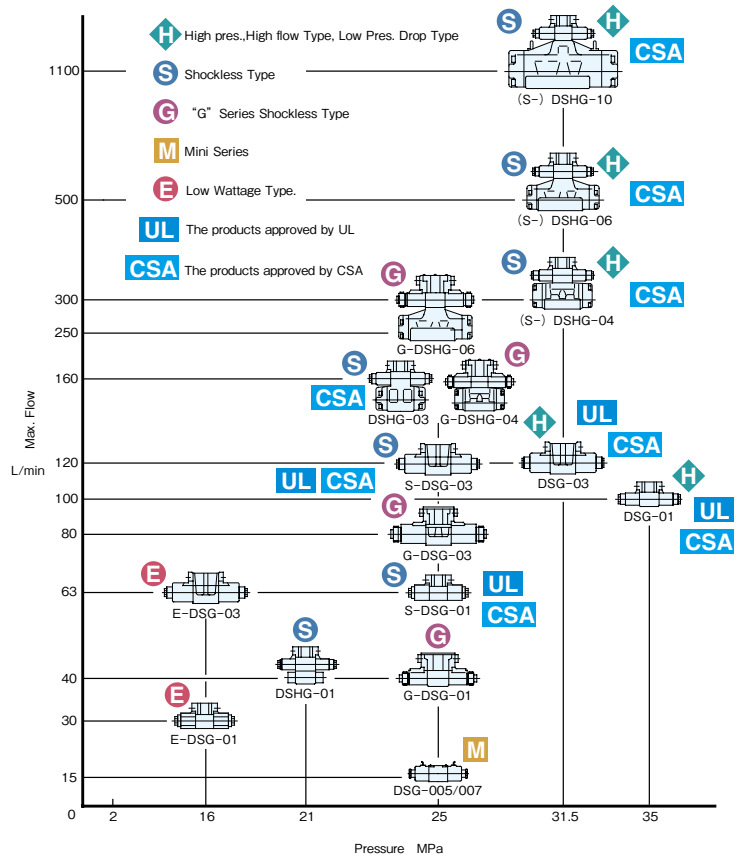 H High pres.,High flow Type, Low Pres. Drop Type
S Shockless Type
G “G” Series Shockless Type
M Mini Series
E Low Wattage Type.
UL The products approved by UL
CSA The products approved by CSA
S H
CSA
(S-) DSHG-10
S H
CSA
(S-) DSHG-06
S H
CSA
(S-) DSHG-04
G
G-DSHG-06
S
CSA
DSHG-03
G
G-DSHG-04
S
UL CSA
S-DSG-03
H
UL
CSA
DSG-03
H
UL
CSA
DSG-01
G
G-DSG-03
E
E-DSG-03
S
UL
CSA
S-DSG-01
S
DSHG-01
G
G-DSG-01
E
E-DSG-01
M
DSG-005/007
1100
500
300
250
160
120
100
80
63
40
30
15
0
Max. Flow
L/min
2 16 21 25 31.5 35
Pressure MPa